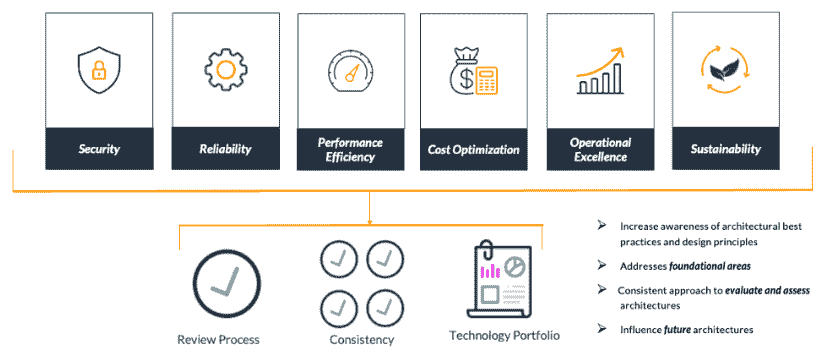 Security
Reliability
Performance
Efficiency
Cost Optimization
Operational
Excellence
Sustainability
Review Process
Consistency
Technology Portfolio
Increase awareness of architectural best
practices and design principles
Addresses foundational areas
Consistent approach to evaluate and assess
architectures
Influence future architectures